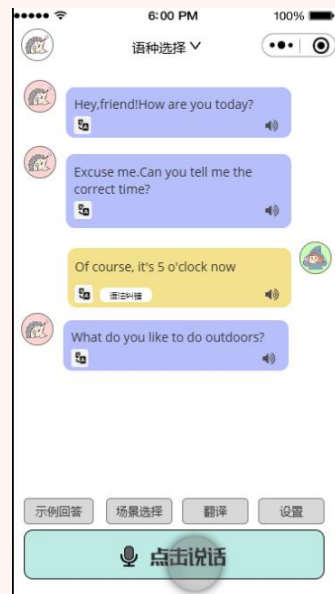 6:00 PM
100%
语种选择
Hey,friend!How are you today?
Excuse me.Can you tell me the
correct time?
Of course, it's 5 o'clock now
语法纠错
What do you like to do outdoors?
示例回答
场景选择
翻译
设置
点击说话